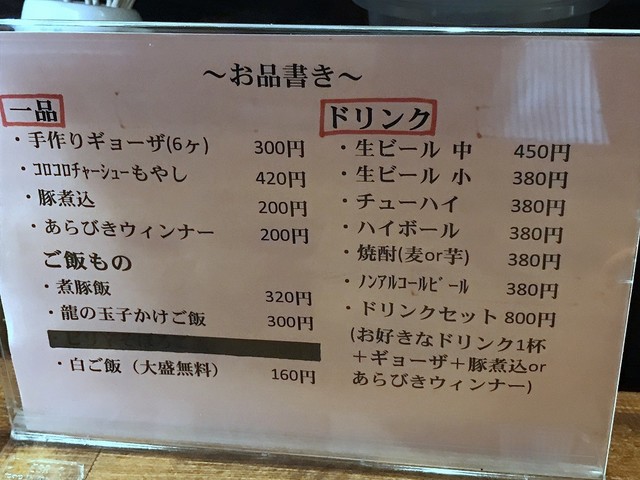 ～お品書き～
一品
・手作りギョーザ(6ヶ) 300円
・ｺﾛｺﾛﾁｬｰｼｭｰもやし 420円
・豚煮込 200円
・あらびきウィンナー 200円
ご飯もの
・煮豚飯 320円
・龍の玉子かけご飯 300円
・白ご飯（大盛無料） 160円
ドリンク
・生ビール 中 450円
・生ビール 小 380円
・チューハイ 380円
・ハイボール 380円
・焼酎(麦or芋) 380円
・ﾉﾝｱﾙｺｰﾙﾋﾞｰﾙ 380円
・ドリンクセット 800円
(お好きなドリンク1杯
＋ギョーザ＋豚煮込or
あらびきウィンナー)